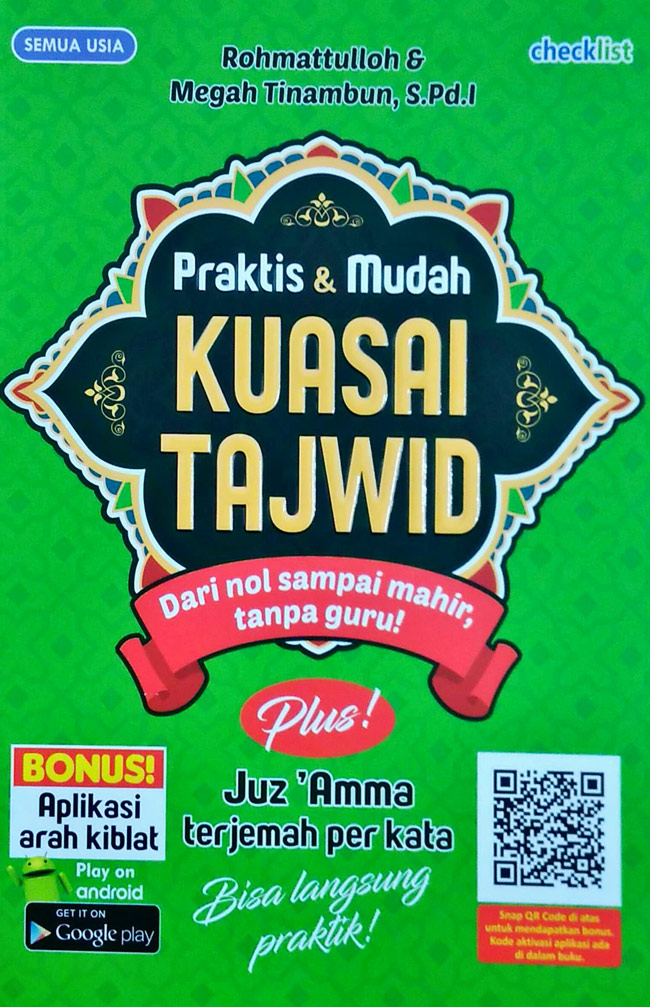 SEMUA USIA
checklist
Rohmattulloh &
Megah Tinambun, S.Pd.I
Praktis & Mudah
KUASAI
TAJWID
Dari nol sampai mahir,
tanpa guru!
Plus!
Juz 'Amma
terjemah per kata
Bisa langsung
praktik!
BONUS!
Aplikasi
arah kiblat
Play on
android
GET IT ON
Google play
Snap QR Code di atas
untuk mendapatkan bonus.
Kode aktivasi aplikasi ada
di dalam buku.